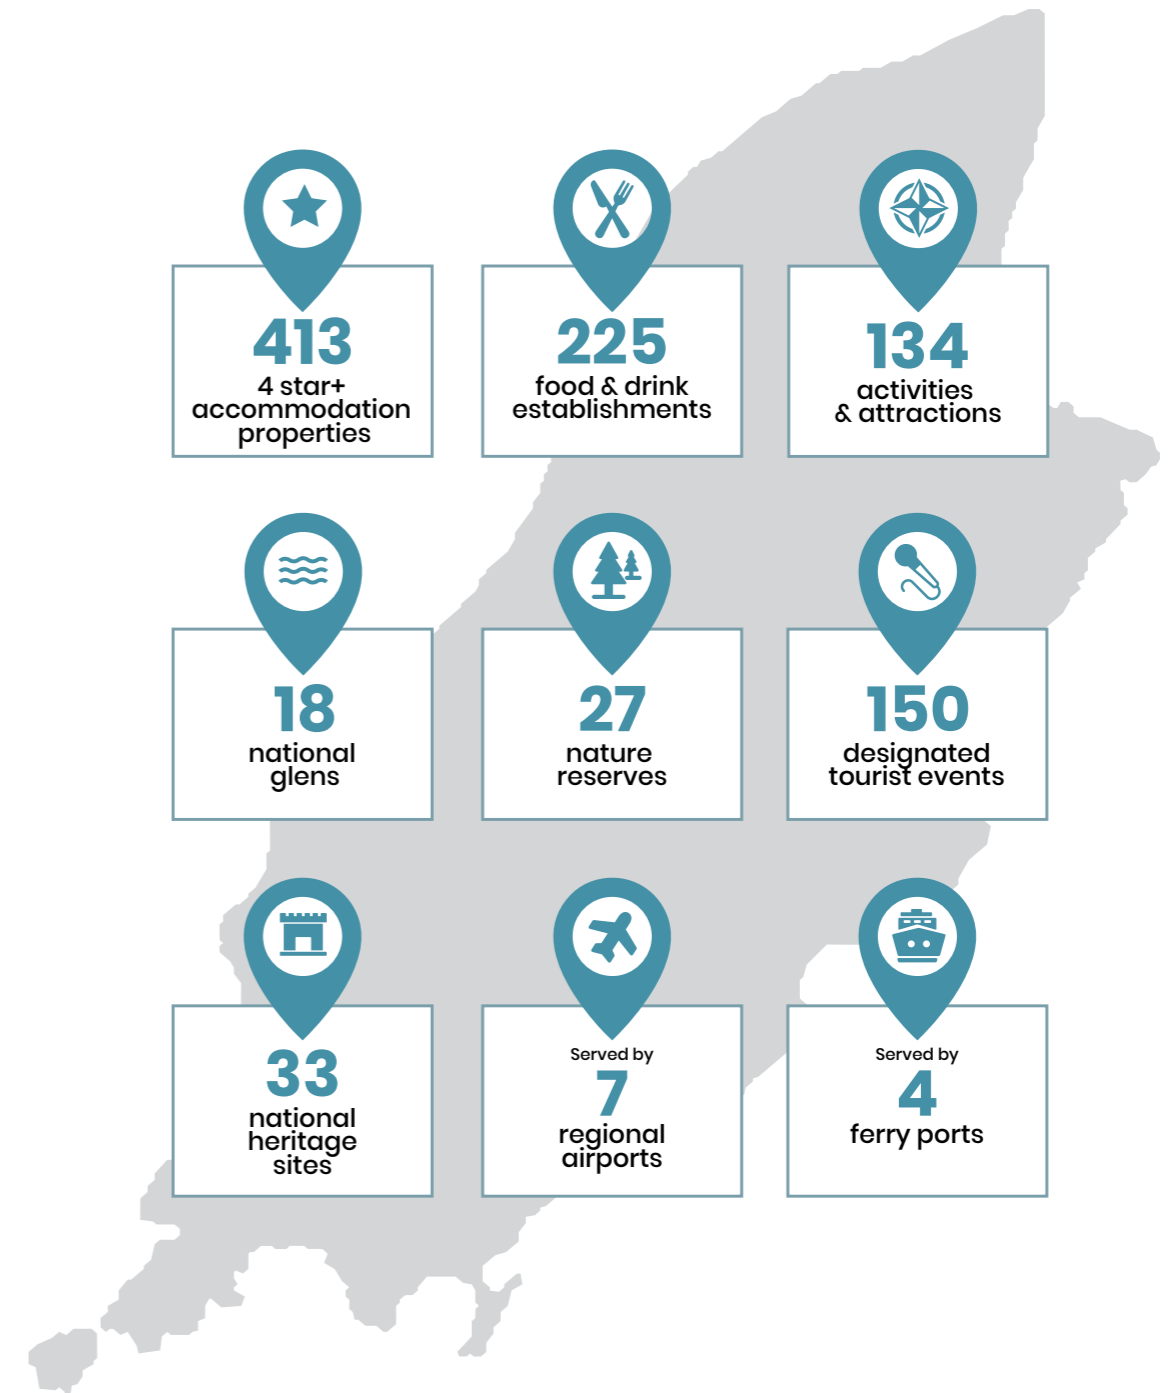 413
4 star+
accommodation
properties
225
food & drink
establishments
134
activities
& attractions
18
national
glens
27
nature
reserves
150
designated
tourist events
33
national
heritage
sites
Served by
7
regional
airports
Served by
4
ferry ports